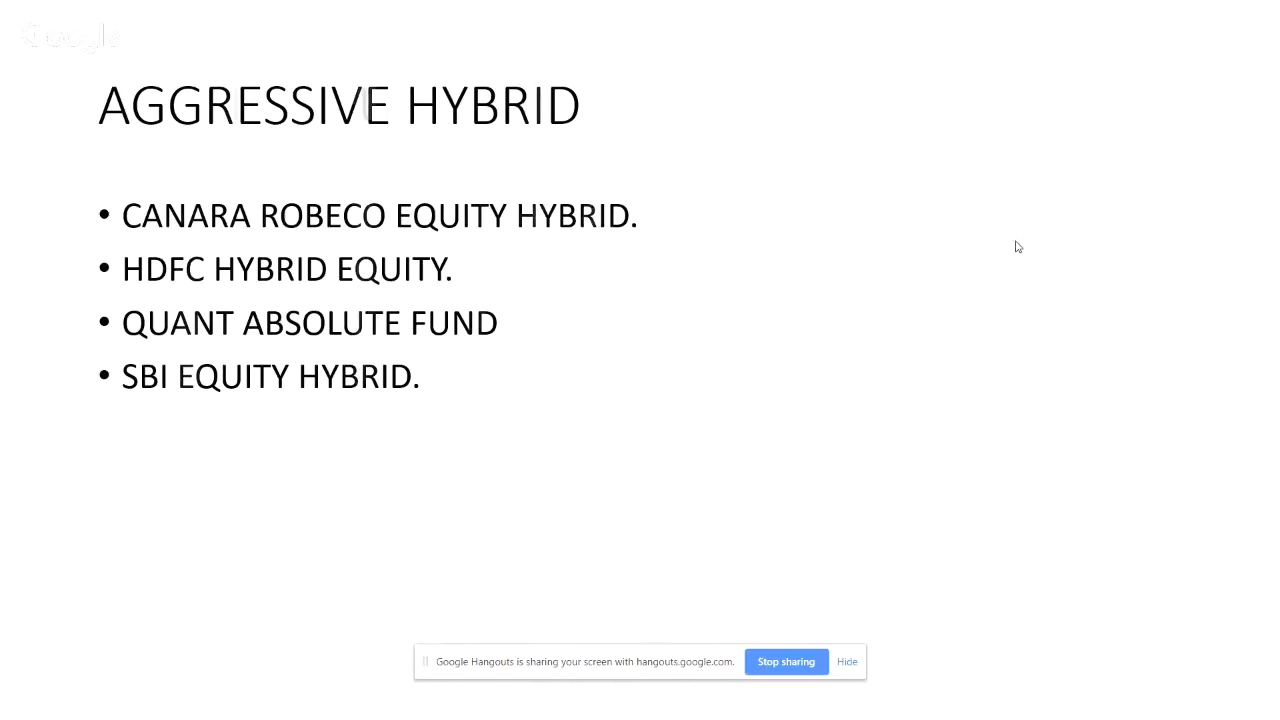 Google
AGGRESSIVE HYBRID
• CANARA ROBECO EQUITY HYBRID.
• HDFC HYBRID EQUITY.
• QUANT ABSOLUTE FUND
• SBI EQUITY HYBRID.
Google Hangouts is sharing your screen with hangouts.google.com. Stop sharing Hide